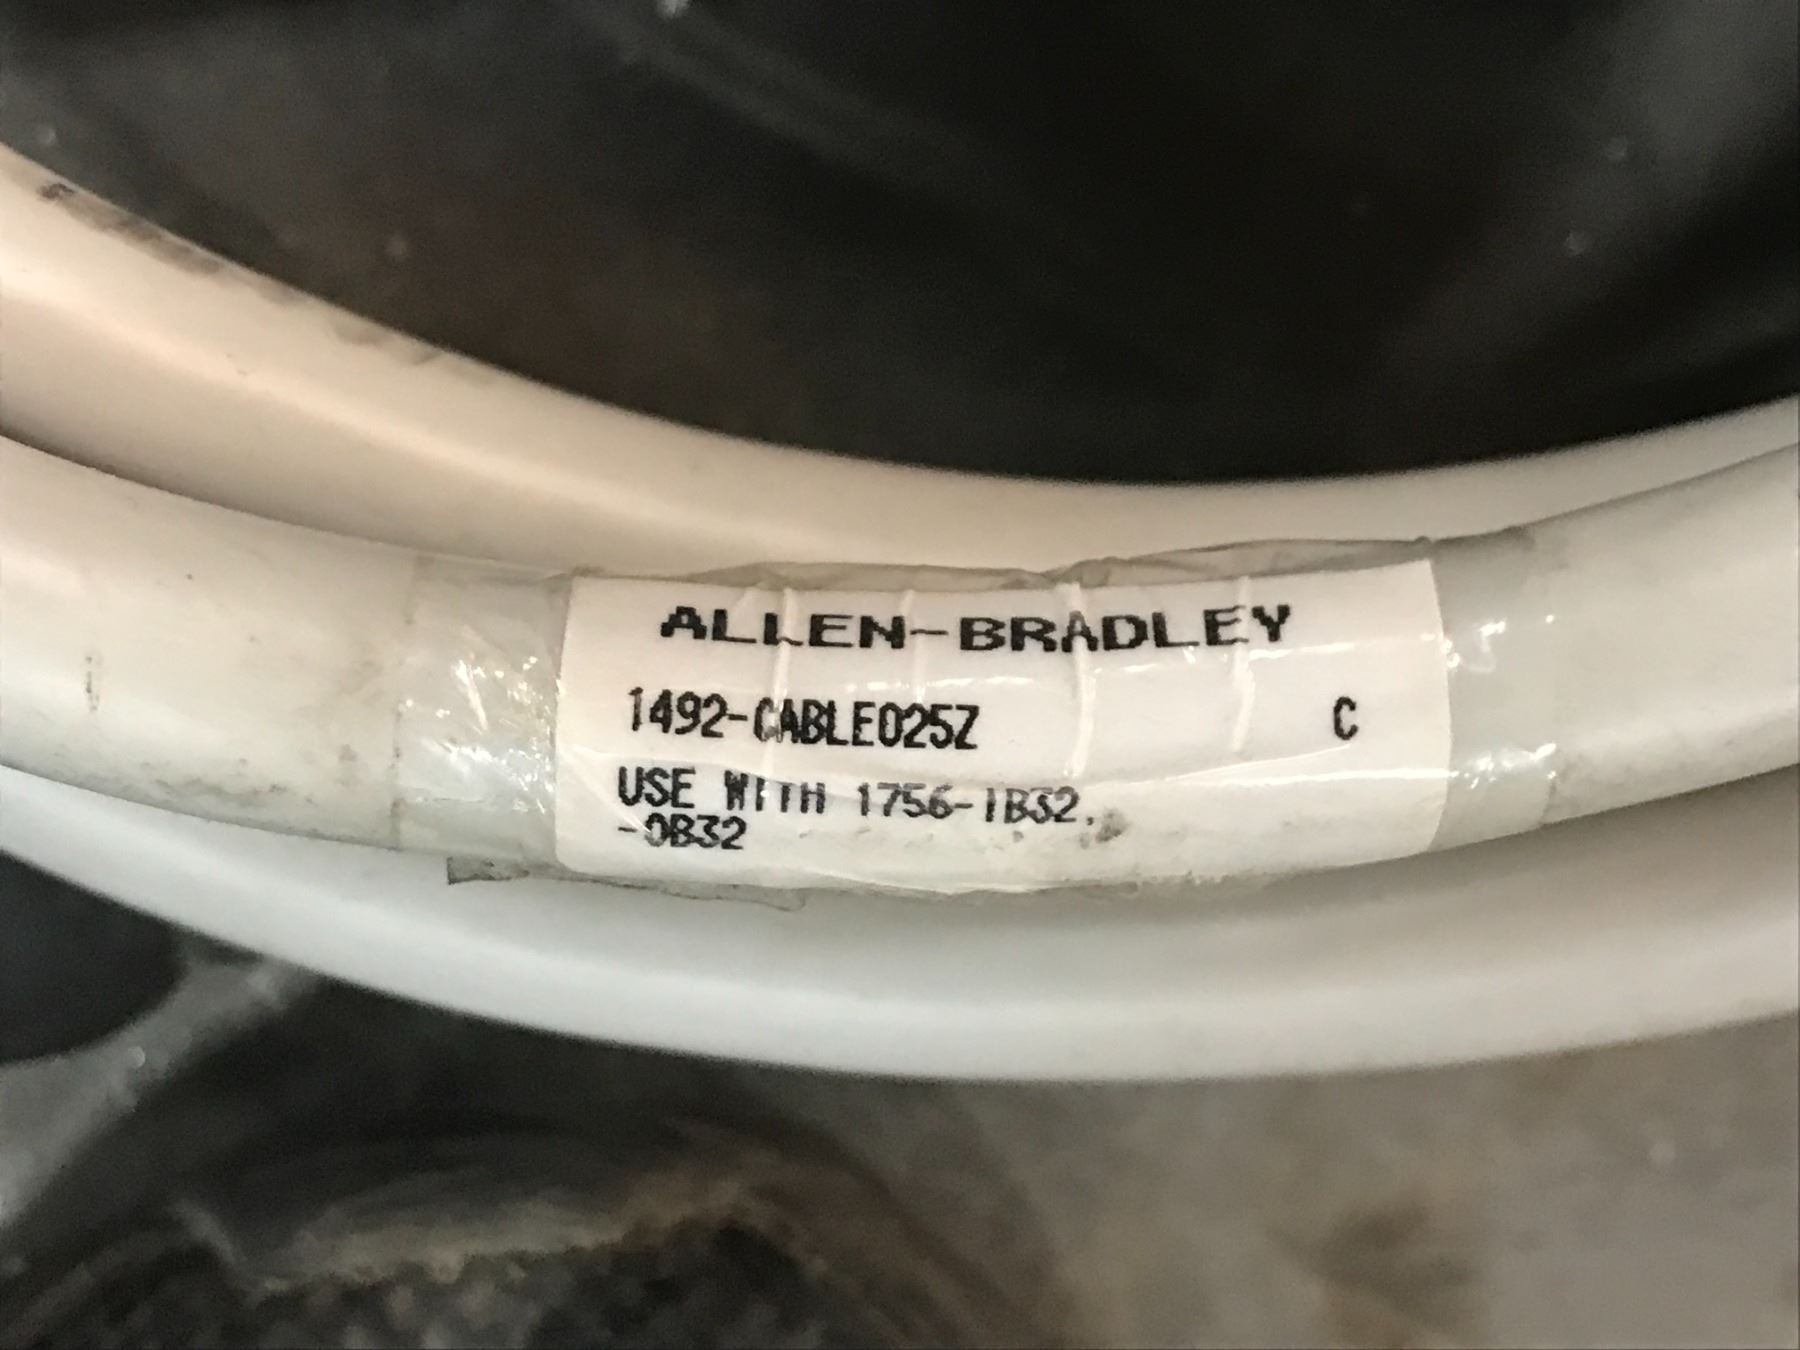 ALLEN-BRADLEY
1492-CABLE025Z C
USE WITH 1756-IB32,
-OB32